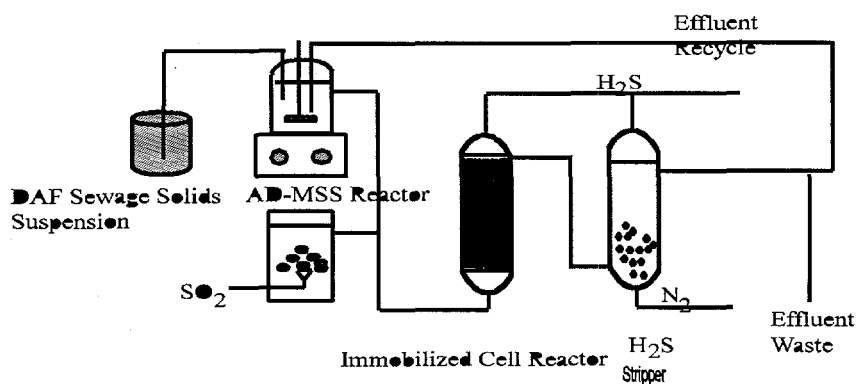 Effluent
Recycle
H₂S
DAF Sewage Solids
Suspension
AD-MSS Reactor
SO₂
N₂
Effluent
Waste
Immobilized Cell Reactor
H₂S
Stripper